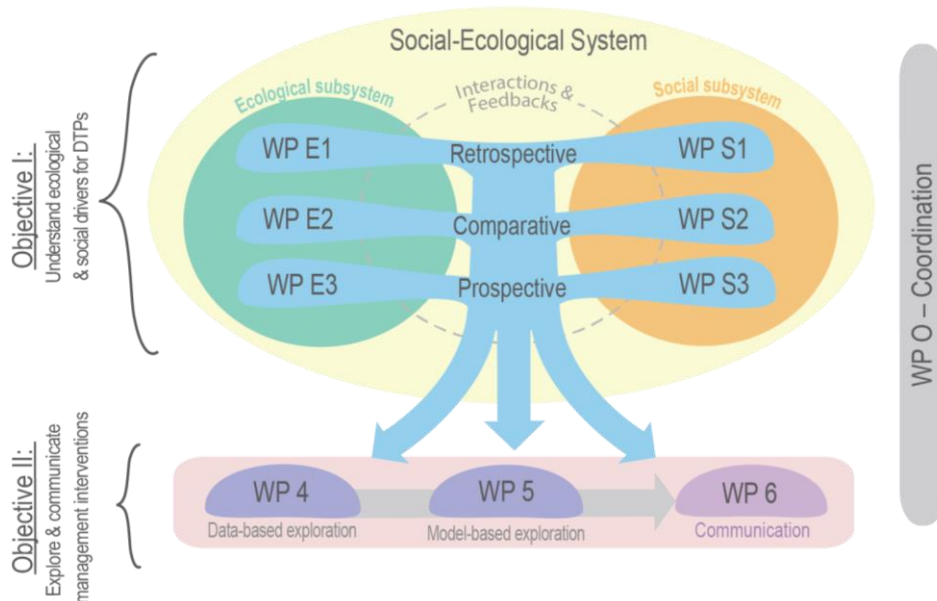 Social-Ecological System
Ecological subsystem
Interactions &
Feedbacks
Social subsystem
Objective I:
Understand ecological
& social drivers for DTPs
WP E1
Retrospective
WP S1
WP E2
Comparative
WP S2
WP E3
Prospective
WP S3
WP O – Coordination
Objective II:
Explore & communicate
management interventions
WP 4
WP 5
WP 6
Data-based exploration
Model-based exploration
Communication